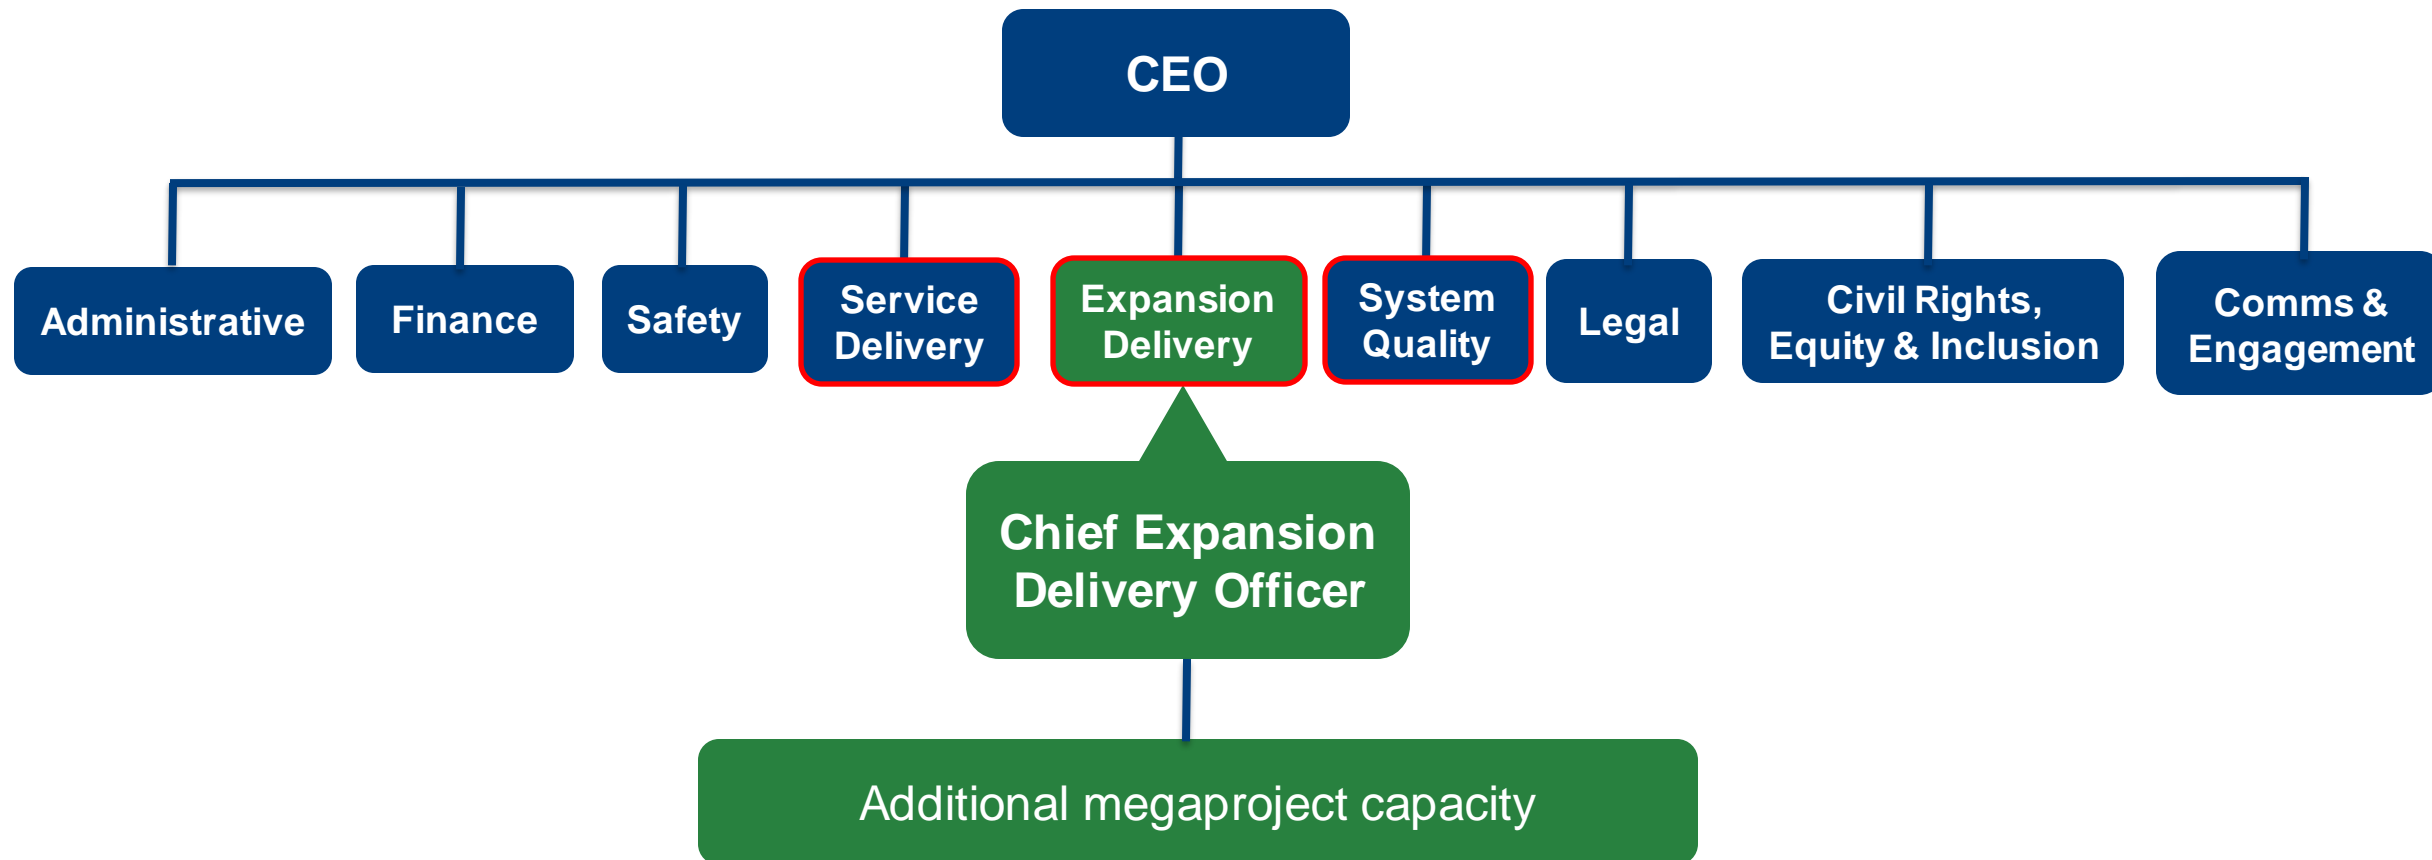 CEO
Administrative
Finance
Safety
Service
Delivery
Expansion
Delivery
System
Quality
Legal
Civil Rights,
Equity & Inclusion
Comms &
Engagement
Chief Expansion
Delivery Officer
Additional megaproject capacity